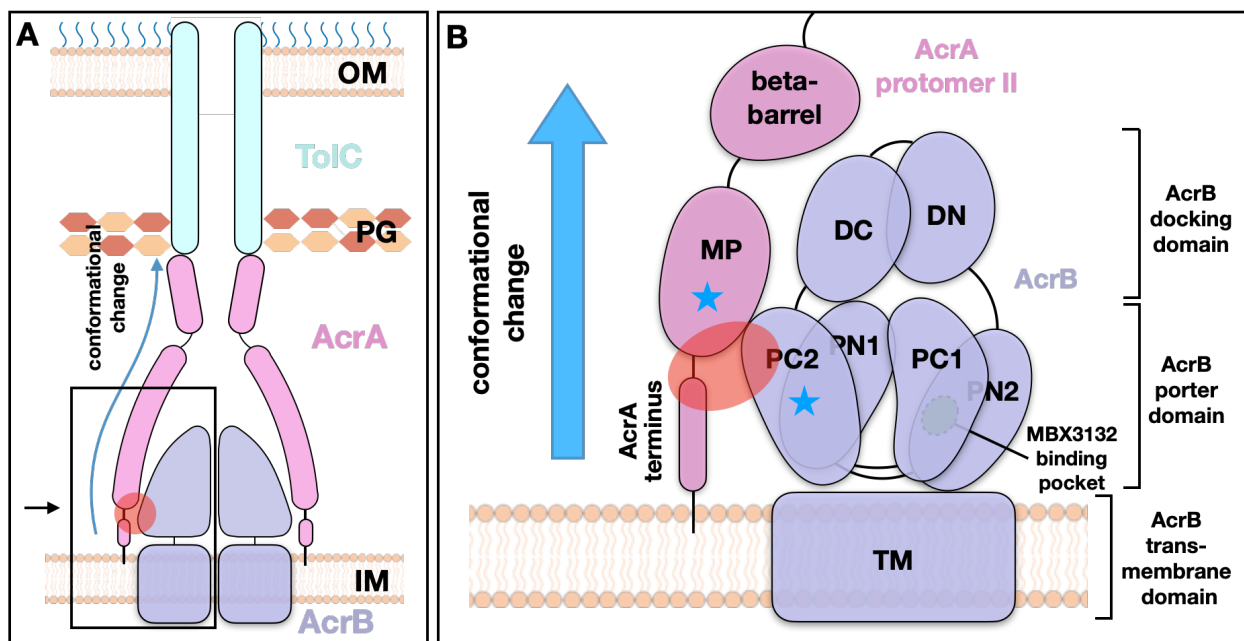 A
OM
TolC
PG
conformational
change
AcrA
IM
AcrB
B
AcrA
protomer II
beta-
barrel
conformational
change
MP
DC
DN
AcrB
AcrB
docking
domain
PC2
PN1
PC1
PN2
AcrB
porter
domain
AcrA
terminus
MBX3132
binding
pocket
TM
AcrB
trans-
membrane
domain